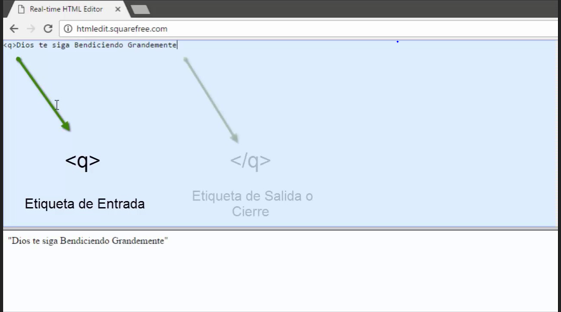 Real-time HTML Editor
htmledit.squarefree.com
<q>Dios te siga Bendiciendo Grandemente
<q>
</q>
Etiqueta de Entrada
Etiqueta de Salida o
Cierre
"Dios te siga Bendiciendo Grandemente"